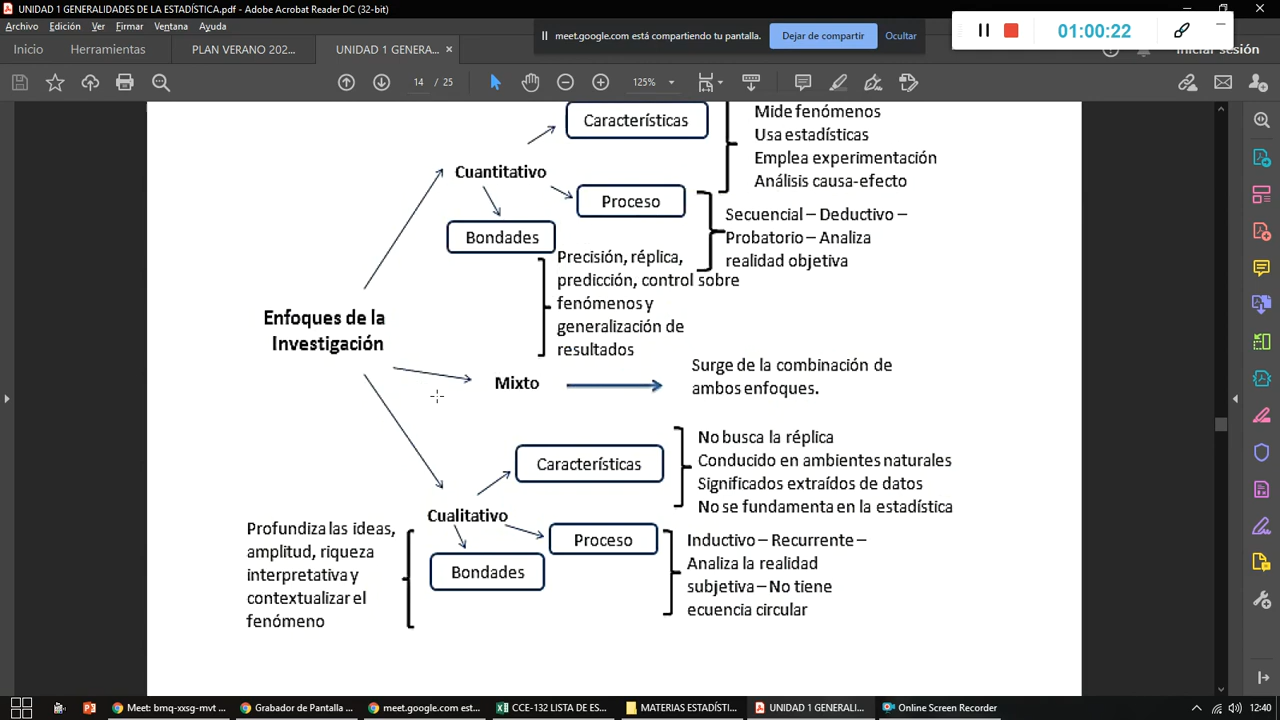 UNIDAD 1 GENERALIDADES DE LA ESTADÍSTICA.pdf - Adobe Acrobat Reader DC (32-bit)
Archivo Edición Ver Firmar Ventana Ayuda
meet.google.com está compartiendo tu pantalla.
Dejar de compartir
Ocultar
01:00:22
Inicio
Herramientas
PLAN VERANO 202...
UNIDAD 1 GENERA... ×
Iniciar sesión
14 / 25
125%
Características
Mide fenómenos
Usa estadísticas
Emplea experimentación
Análisis causa-efecto
Cuantitativo
Proceso
Secuencial – Deductivo –
Probatorio – Analiza
realidad objetiva
Bondades
Precisión, réplica,
predicción, control sobre
fenómenos y
generalización de
resultados
Enfoques de la
Investigación
Mixto
Surge de la combinación de
ambos enfoques.
Características
No busca la réplica
Conducido en ambientes naturales
Significados extraídos de datos
No se fundamenta en la estadística
Cualitativo
Proceso
Inductivo – Recurrente –
Analiza la realidad
subjetiva – No tiene
ecuencia circular
Bondades
Profundiza las ideas,
amplitud, riqueza
interpretativa y
contextualizar el
fenómeno
Meet: bmq-xxsg-mvt ...
Grabador de Pantalla ...
meet.google.com est...
CCE-132 LISTA DE ES...
MATERIAS ESTADÍSTI...
UNIDAD 1 GENERALI...
Online Screen Recorder
12:40